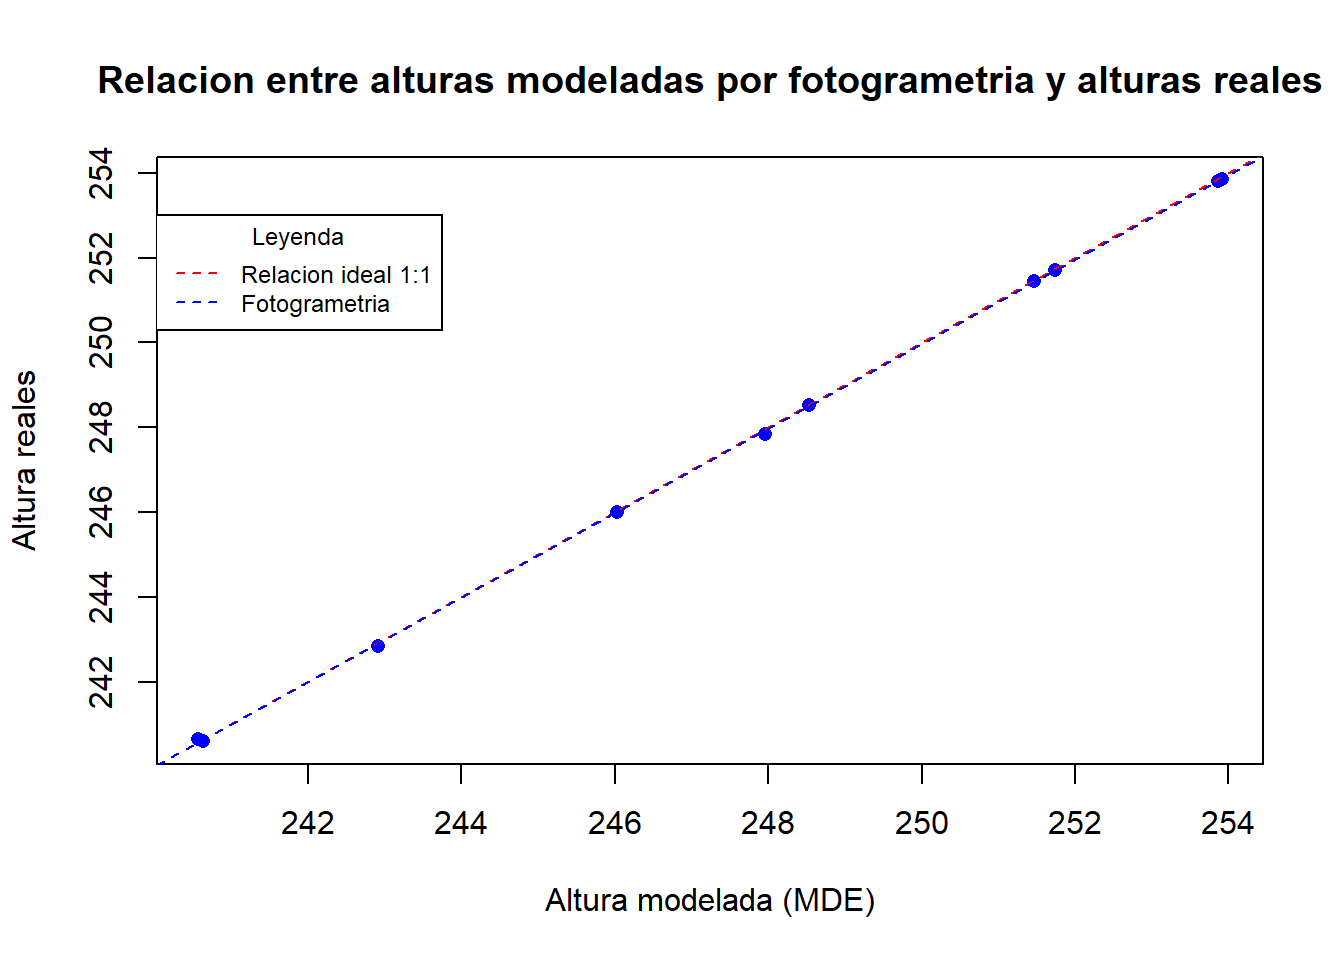 Relacion entre alturas modeladas por fotogrametria y alturas reales
Altura reales
254
252
250
248
246
244
242
Leyenda
Relacion ideal 1:1
Fotogrametria
242 244 246 248 250 252 254
Altura modelada (MDE)